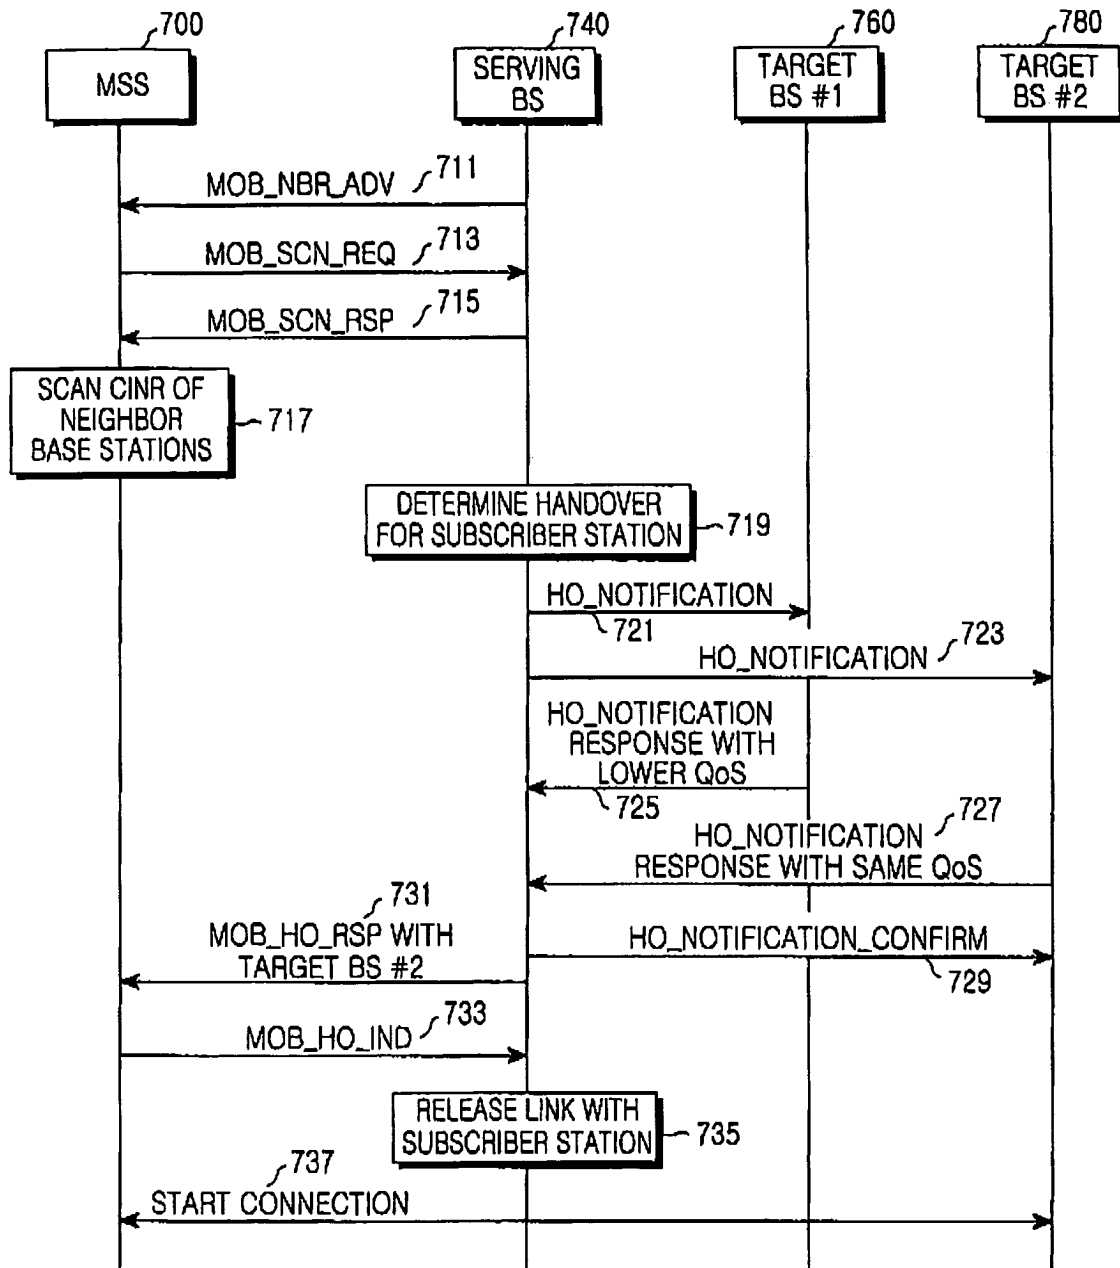 700
740
760
780
MSS
SERVING
BS
TARGET
BS #1
TARGET
BS #2
MOB_NBR_ADV
711
MOB_SCN_REQ
713
MOB_SCN_RSP
715
SCAN CINR OF
NEIGHBOR
BASE STATIONS
717
DETERMINE HANDOVER
FOR SUBSCRIBER STATION
719
HO_NOTIFICATION
721
HO_NOTIFICATION
723
HO_NOTIFICATION
RESPONSE WITH
LOWER QoS
725
HO_NOTIFICATION
727
RESPONSE WITH SAME QoS
731
MOB_HO_RSP WITH
TARGET BS #2
HO_NOTIFICATION_CONFIRM
729
MOB_HO_IND
733
RELEASE LINK WITH
SUBSCRIBER STATION
735
737
START CONNECTION